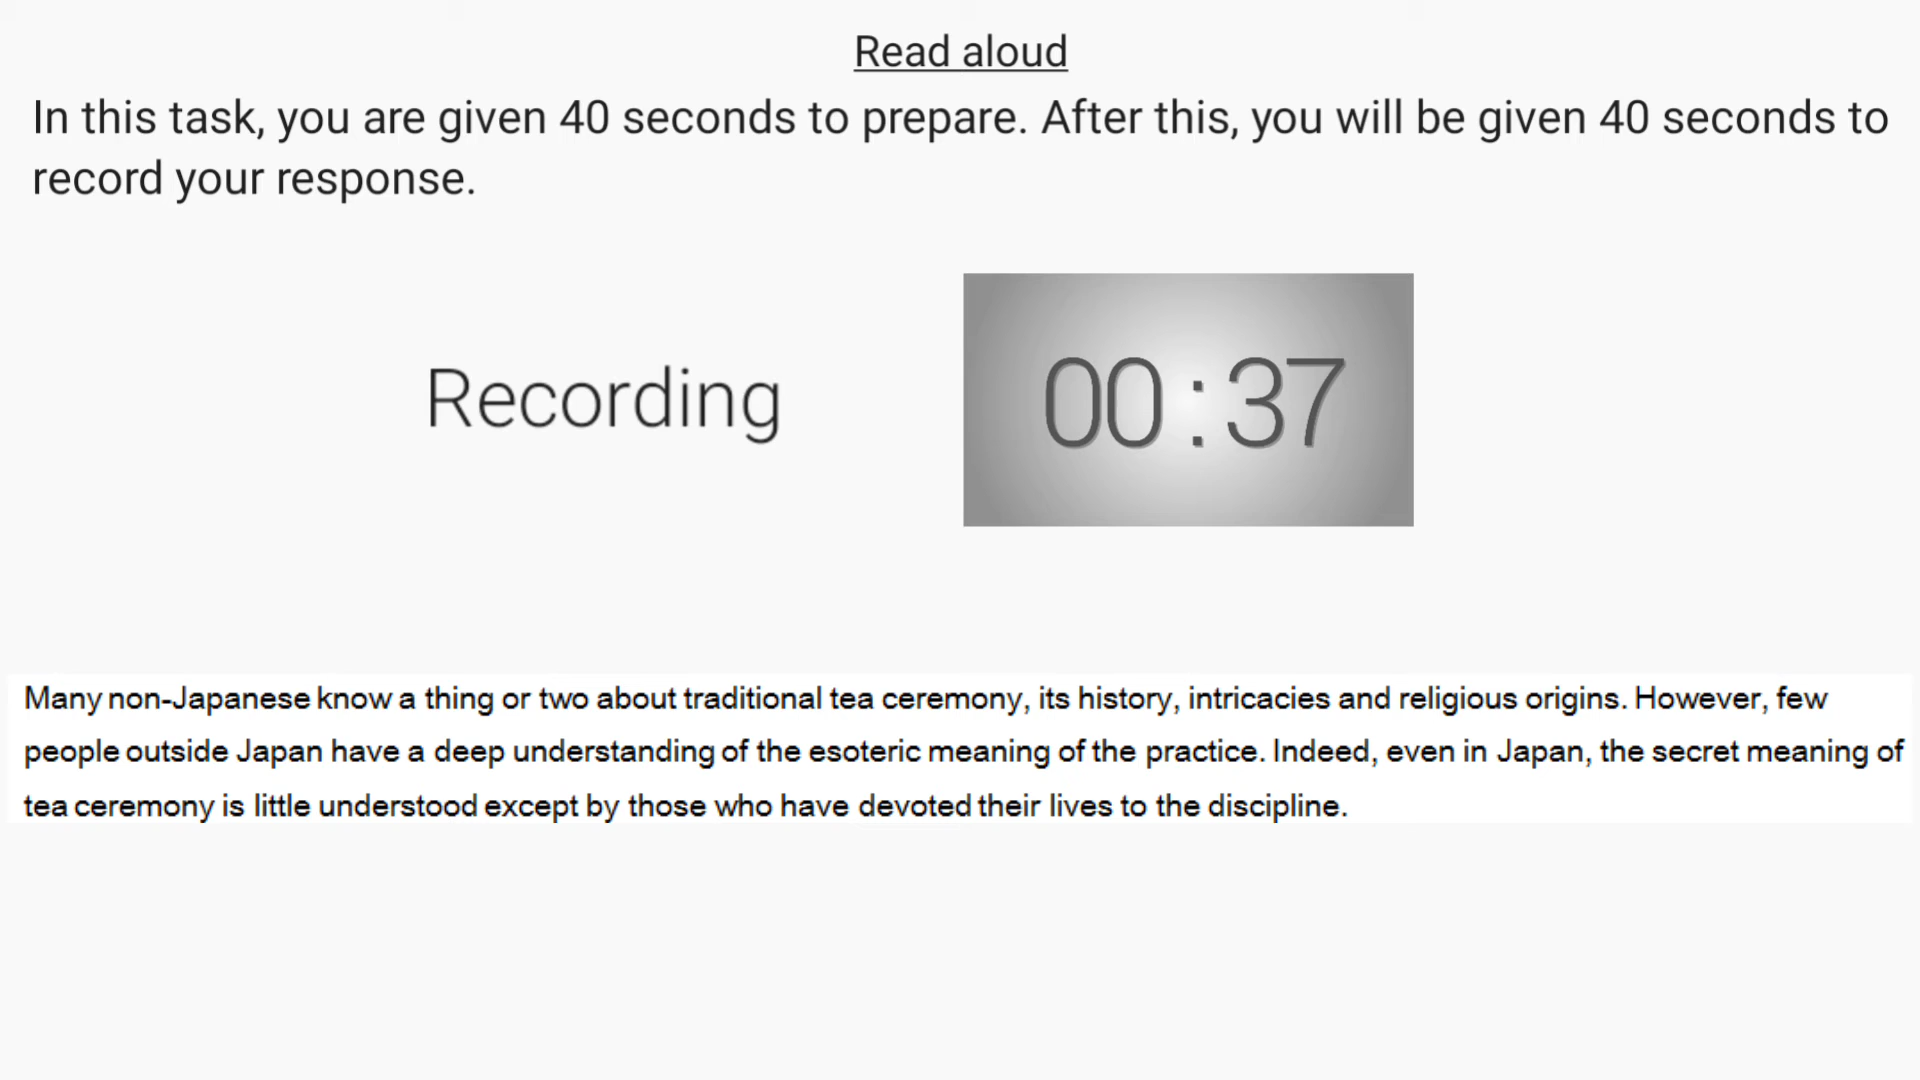 Read aloud
In this task, you are given 40 seconds to prepare. After this, you will be given 40 seconds to
record your response.
Recording
00:37
Many non-Japanese know a thing or two about traditional tea ceremony, its history, intricacies and religious origins. However, few
people outside Japan have a deep understanding of the esoteric meaning of the practice. Indeed, even in Japan, the secret meaning of
tea ceremony is little understood except by those who have devoted their lives to the discipline.